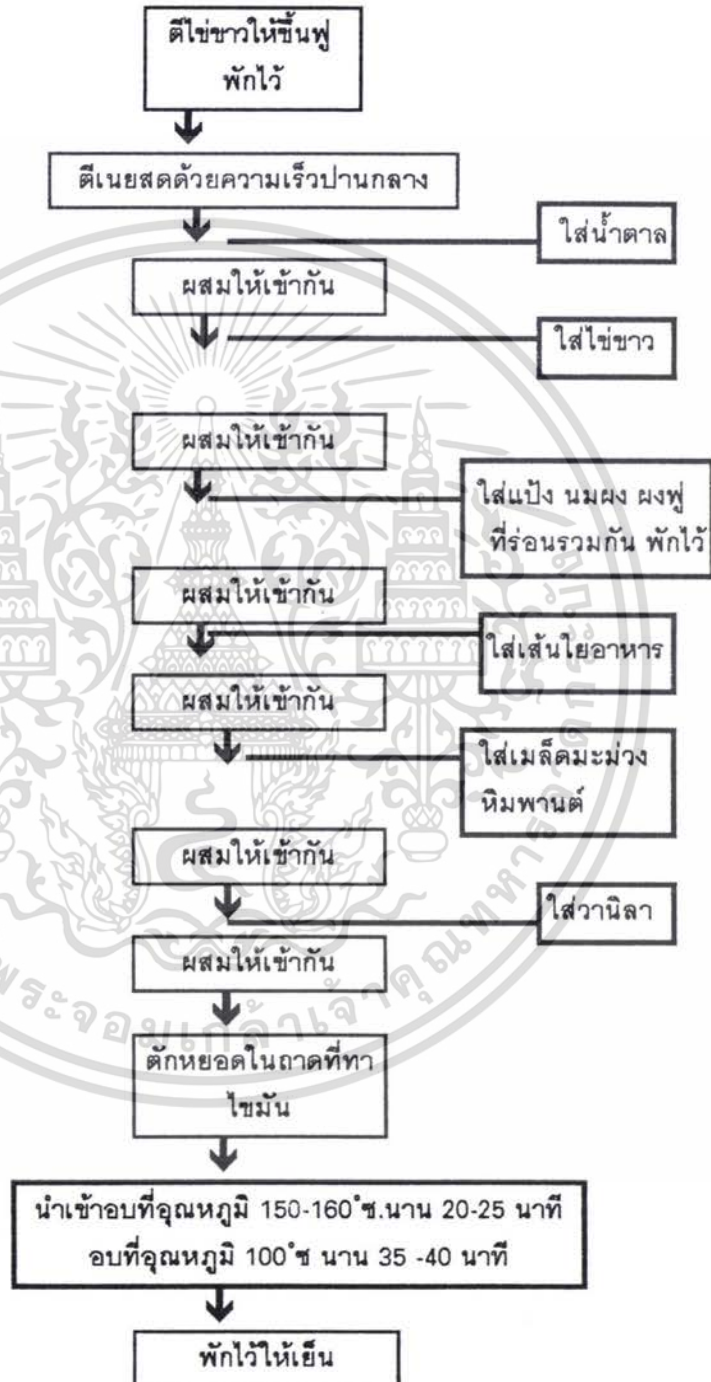 ตีไข่ขาวให้ขึ้นฟู
พักไว้
ตีเนยสดด้วยความเร็วปานกลาง
ใส่น้ำตาล
ผสมให้เข้ากัน
ใส่ไข่ขาว
ผสมให้เข้ากัน
ใส่แป้ง นมผง ผงฟู
ที่ร่อนรวมกัน พักไว้
ผสมให้เข้ากัน
ใส่เส้นใยอาหาร
ผสมให้เข้ากัน
ใส่เมล็ดมะม่วง
หิมพานต์
ผสมให้เข้ากัน
ใส่วานิลา
ผสมให้เข้ากัน
ตักหยอดในถาดที่ทา
ไขมัน
นำเข้าอบที่อุณหภูมิ 150-160 ํซ.นาน 20-25 นาที
อบที่อุณหภูมิ 100 ํซ นาน 35 -40 นาที
พักไว้ให้เย็น